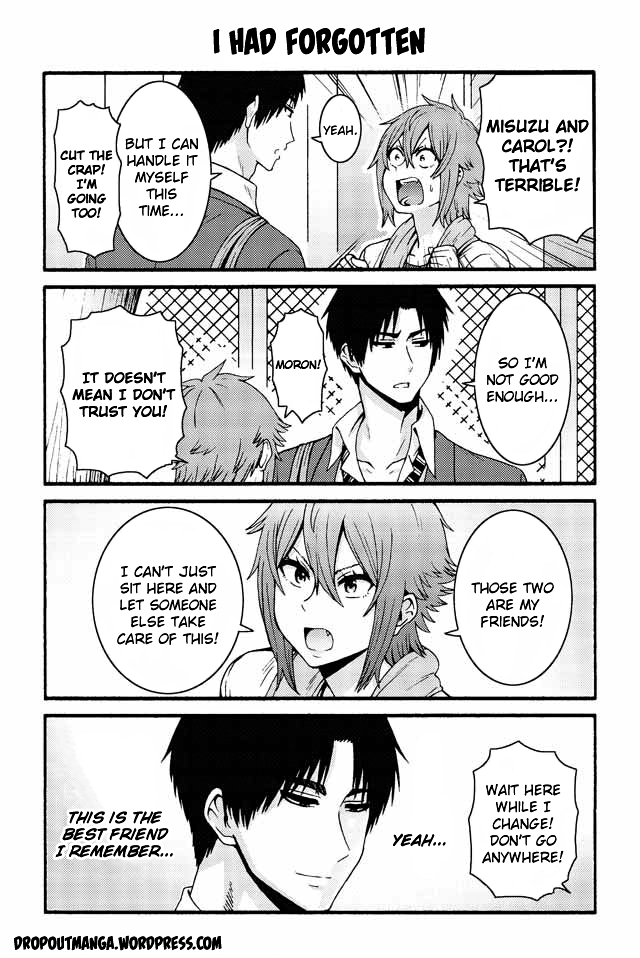 I HAD FORGOTTEN
MISUZU AND
CAROL?!
THAT'S
TERRIBLE!
YEAH.
BUT I CAN
HANDLE IT
MYSELF
THIS
TIME...
CUT THE
CRAP!
I'M
GOING
TOO!
SO I'M
NOT GOOD
ENOUGH...
MORON!
IT DOESN'T
MEAN I DON'T
TRUST YOU!
THOSE TWO
ARE MY
FRIENDS!
I CAN'T JUST
SIT HERE AND
LET SOMEONE
ELSE TAKE
CARE OF THIS!
WAIT HERE
WHILE I
CHANGE!
DON'T GO
ANYWHERE!
YEAH...
THIS IS THE
BEST FRIEND
I REMEMBER...
DROPOUTMANGA.WORDPRESS.COM